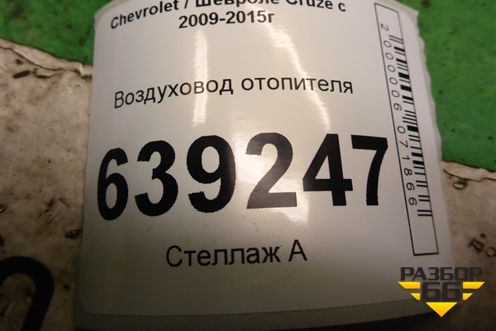 Chevrolet / Шевроле Cruze с
2009-2015г
Воздуховод отопителя
639247
Стеллаж А
2000006071866
РАЗБОР
66